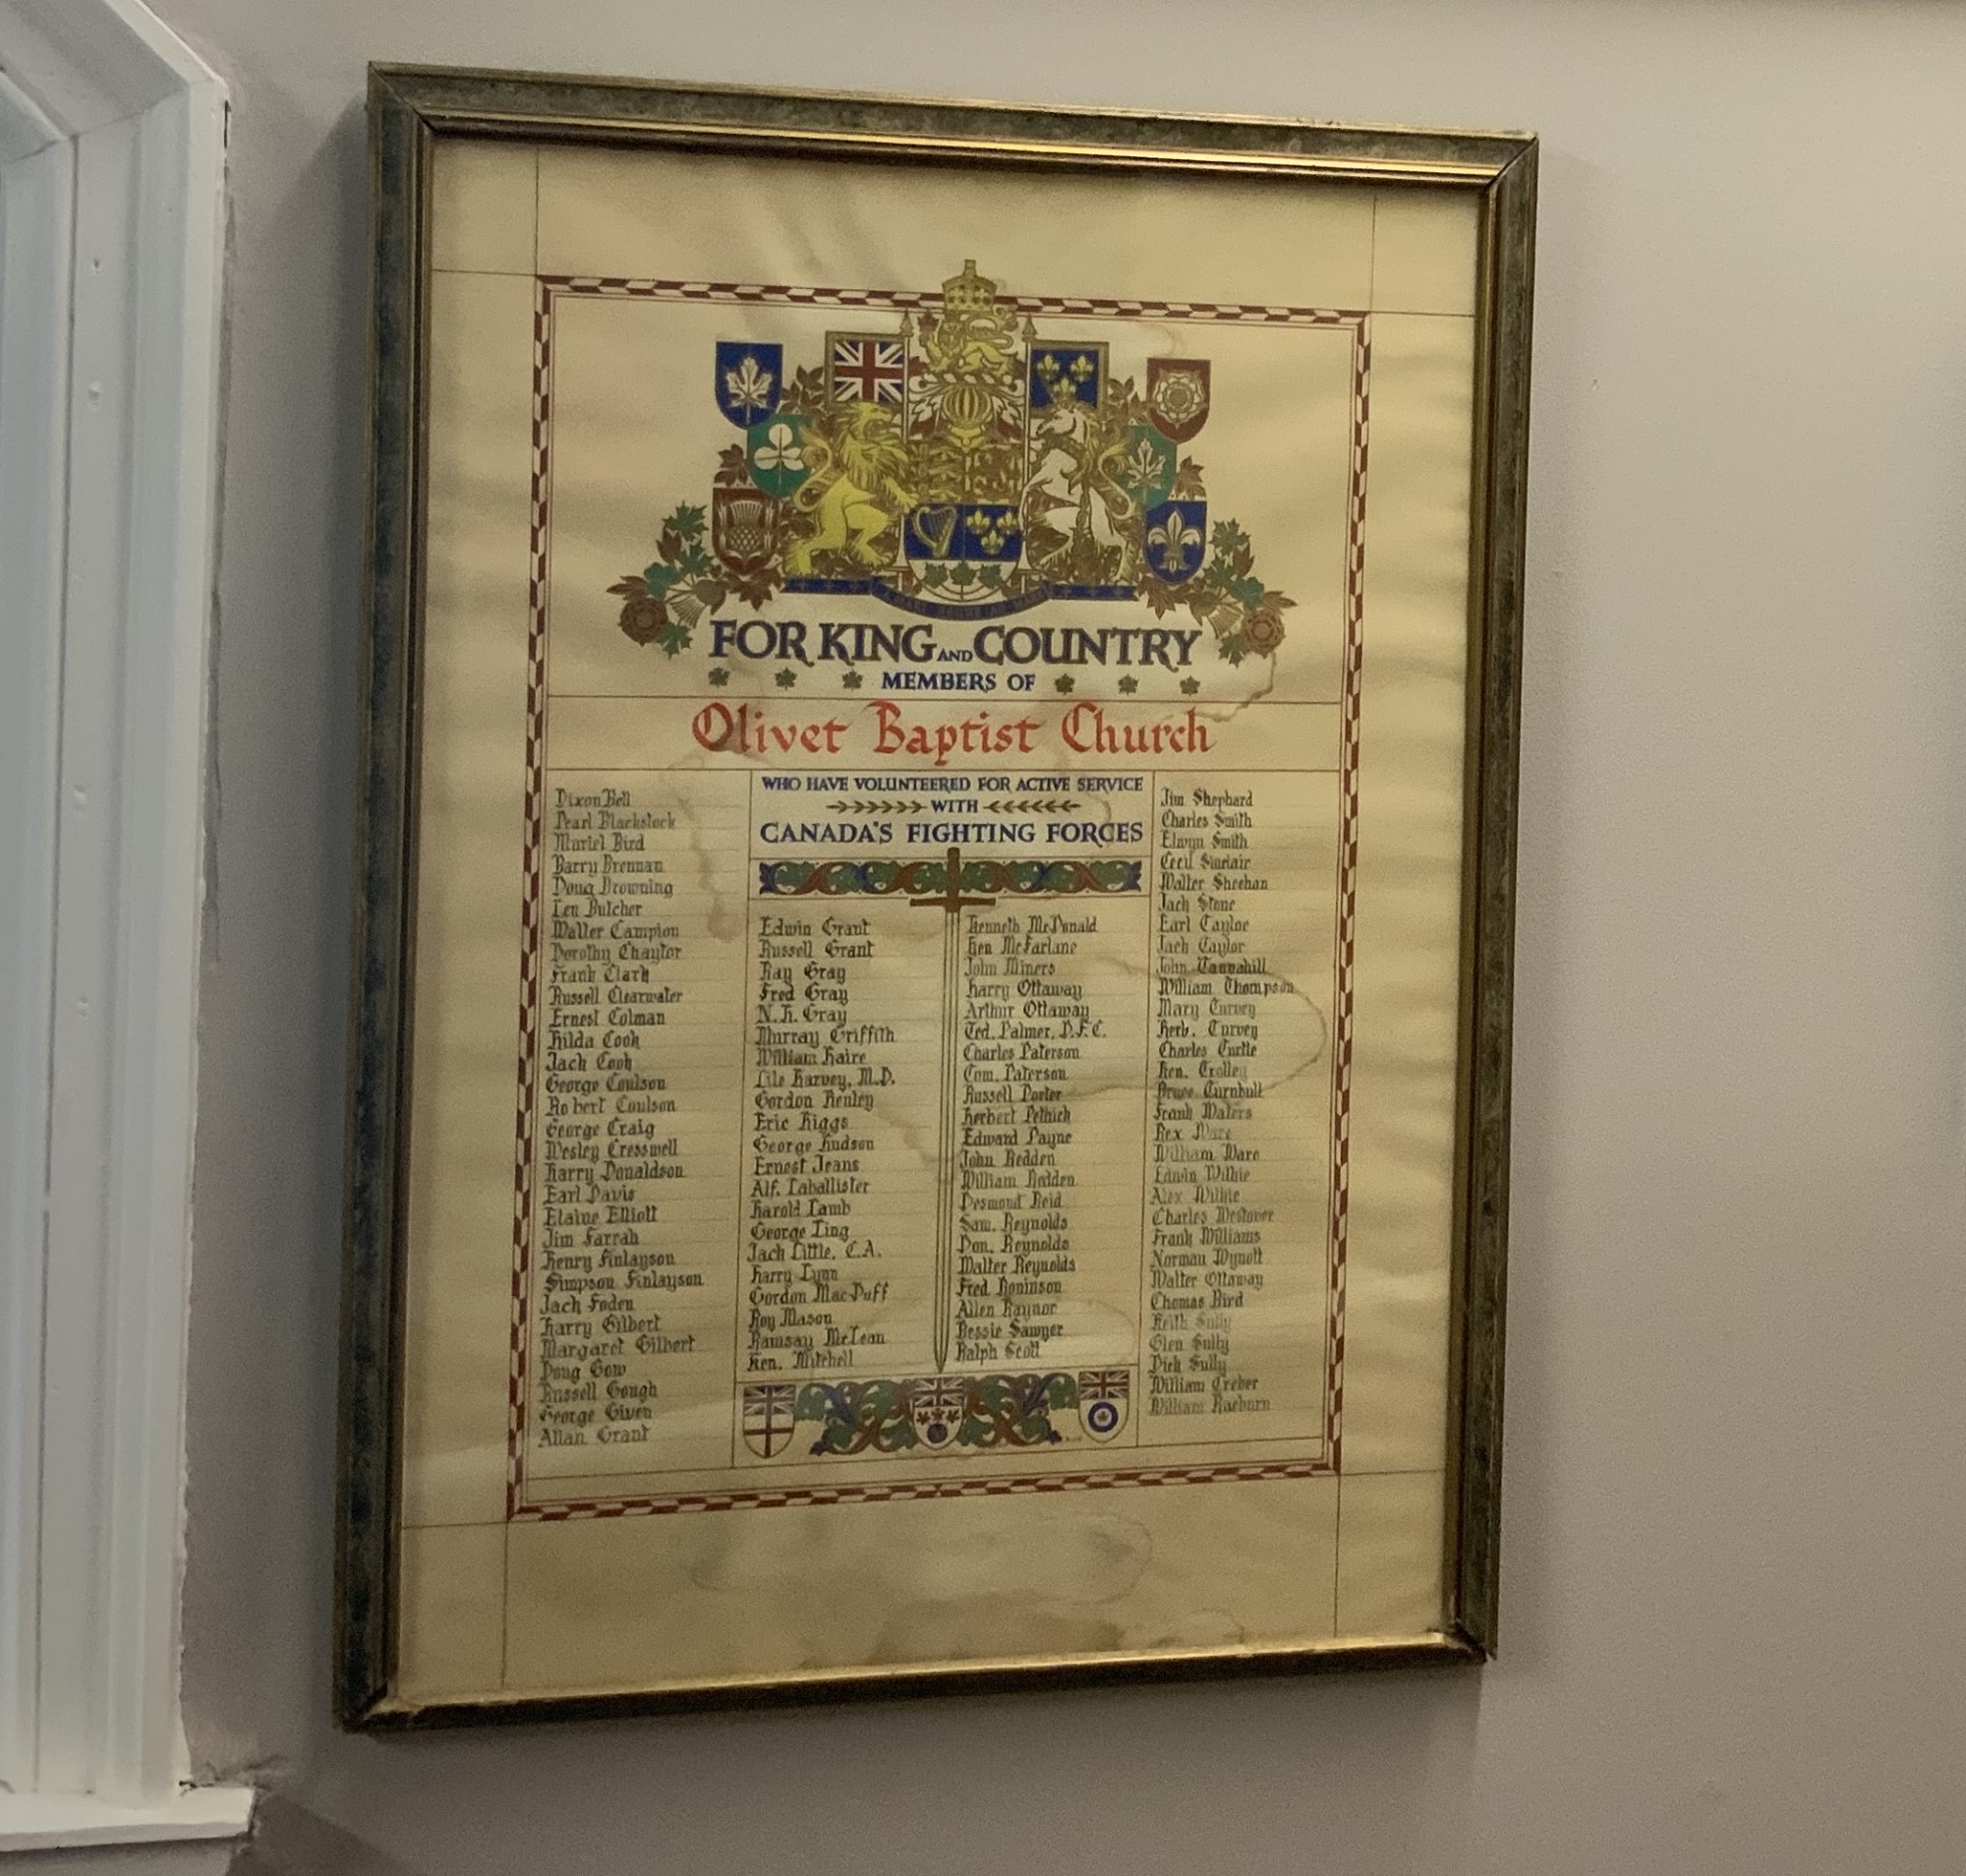 FOR KING AND COUNTRY
MEMBERS OF
Olivet Baptist Church
WHO HAVE VOLUNTEERED FOR ACTIVE SERVICE
WITH
CANADA'S FIGHTING FORCES
Dixon Bell
Pearl Blackstock
Muriel Bird
Barry Brennan
Doug Browning
Len Butcher
Walter Campion
Dorothy Chaytor
Frank Clark
Russell Clearwater
Ernest Colman
Hilda Cook
Jack Cook
George Coulson
Robert Coulson
George Craig
Wesley Cresswell
Harry Donaldson
Earl Davis
Elaine Elliott
Jim Farrah
Henry Finlayson
Simpson Finlayson
Jack Foden
Harry Gilbert
Margaret Gilbert
Doug Gow
Russell Gough
George Given
Allan Grant
Edwin Grant
Russell Grant
Ray Gray
Fred Gray
N.H. Gray
Murray Griffith
William Haire
Lile Harvey, M.D.
Gordon Henley
Eric Higgs
George Hudson
Ernest Jeans
Alf. Laballister
Harold Lamb
George Ling
Jack Little, C.A.
Harry Lynn
Gordon MacDuff
Roy Mason
Ramsay McLean
Ken. Mitchell
Kenneth McDonald
Ken McFarlane
John Miners
Harry Ottaway
Arthur Ottaway
Ted. Palmer, D.F.C.
Charles Paterson
Tom. Paterson
Russell Porter
Herbert Pethick
Edward Payne
John Redden
William Redden
Desmond Reid
Sam. Reynolds
Don. Reynolds
Walter Reynolds
Fred Roninson
Allen Raynor
Bessie Sawyer
Ralph Scott
Jim Shephard
Charles Smith
Elwyn Smith
Cecil Sinclair
Walter Sheehan
Jack Stone
Earl Taylor
Jack Taylor
John Tannahill
William Thompson
Mary Turvey
Herb. Turvey
Charles Turtle
Ken. Trolley
Bruce Turnbull
Frank Waters
Rex Ware
William Ware
Edwin Wilkie
Alex Wilkie
Charles Westover
Frank Williams
Norman Wynott
Walter Ottaway
Thomas Bird
Keith Sully
Glen Sully
Dick Sully
William Treber
William Raeburn